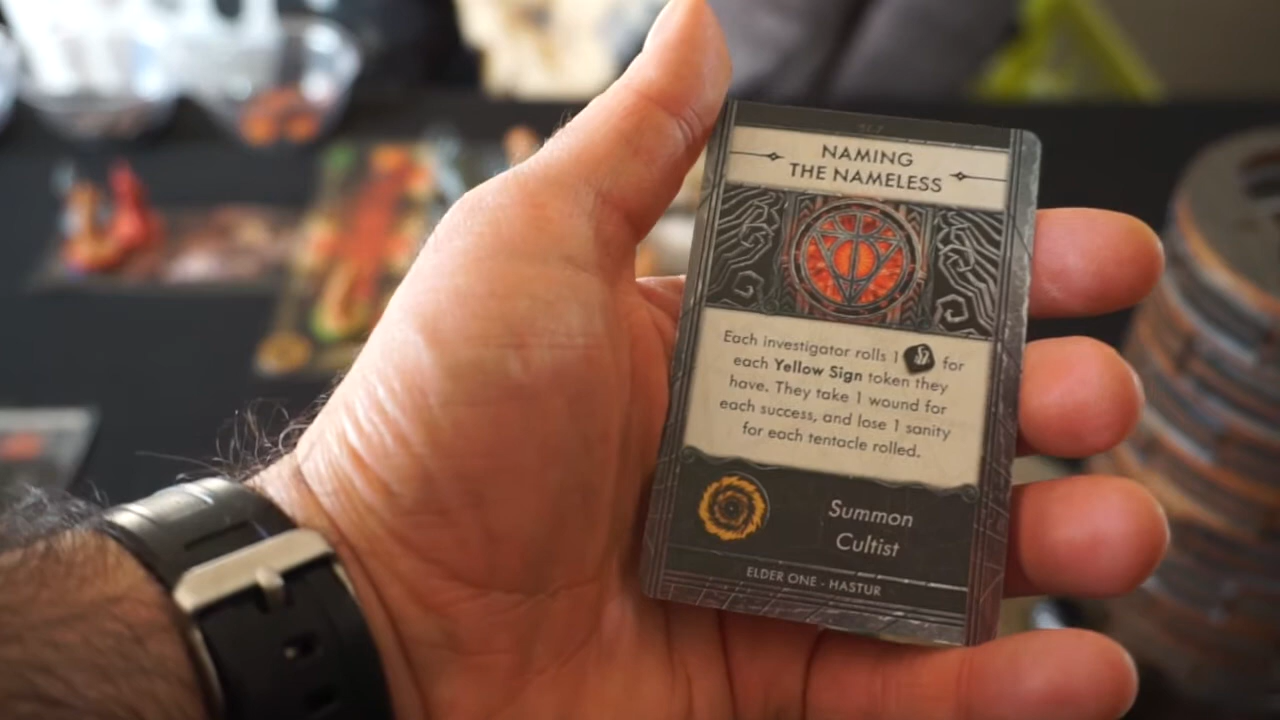 NAMING
THE NAMELESS
Each investigator rolls 1 for
each Yellow Sign token they
have. They take 1 wound for
each success, and lose 1 sanity
for each tentacle rolled.
Summon
Cultist
ELDER ONE - HASTUR